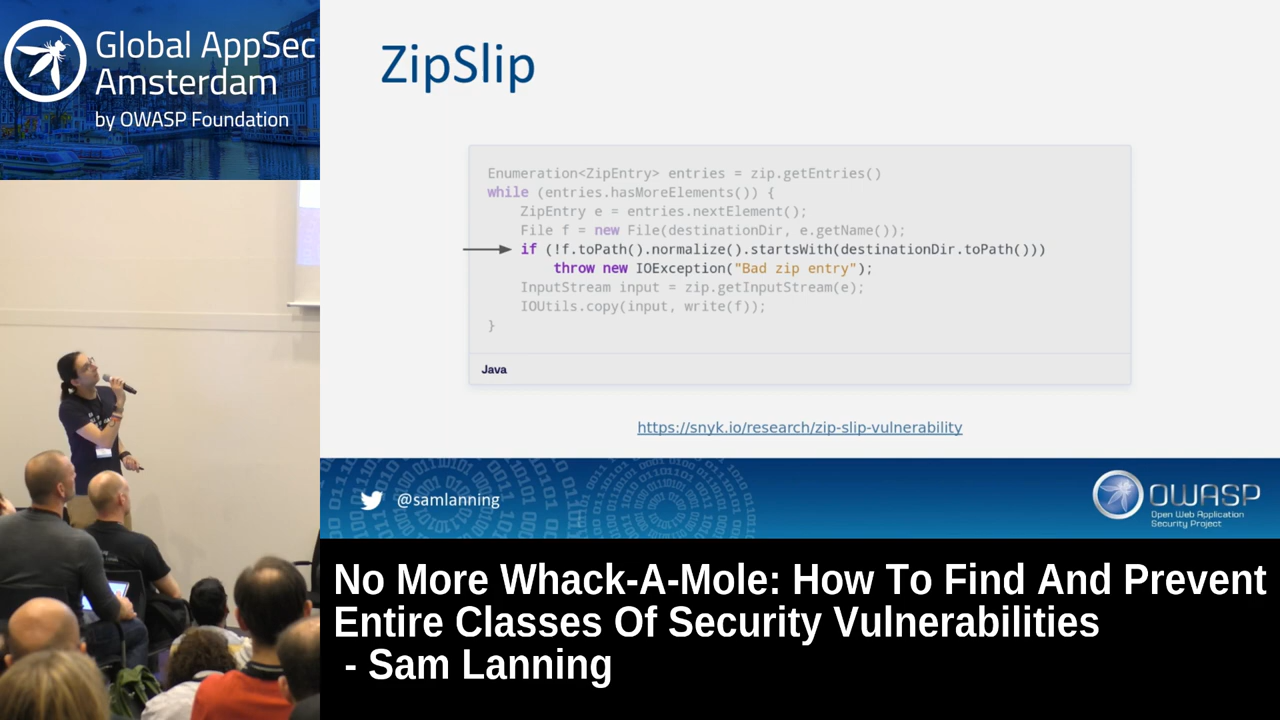 Global AppSec
Amsterdam
by OWASP Foundation
ZipSlip
Enumeration<ZipEntry> entries = zip.getEntries()
while (entries.hasMoreElements()) {
ZipEntry e = entries.nextElement();
File f = new File(destinationDir, e.getName());
if (!f.toPath().normalize().startsWith(destinationDir.toPath()))
throw new IOException("Bad zip entry");
InputStream input = zip.getInputStream(e);
IOUtils.copy(input, write(f));
}
Java
https://snyk.io/research/zip-slip-vulnerability
@samlanning
OWASP
Open Web Application
Security Project
No More Whack-A-Mole: How To Find And Prevent
Entire Classes Of Security Vulnerabilities
- Sam Lanning